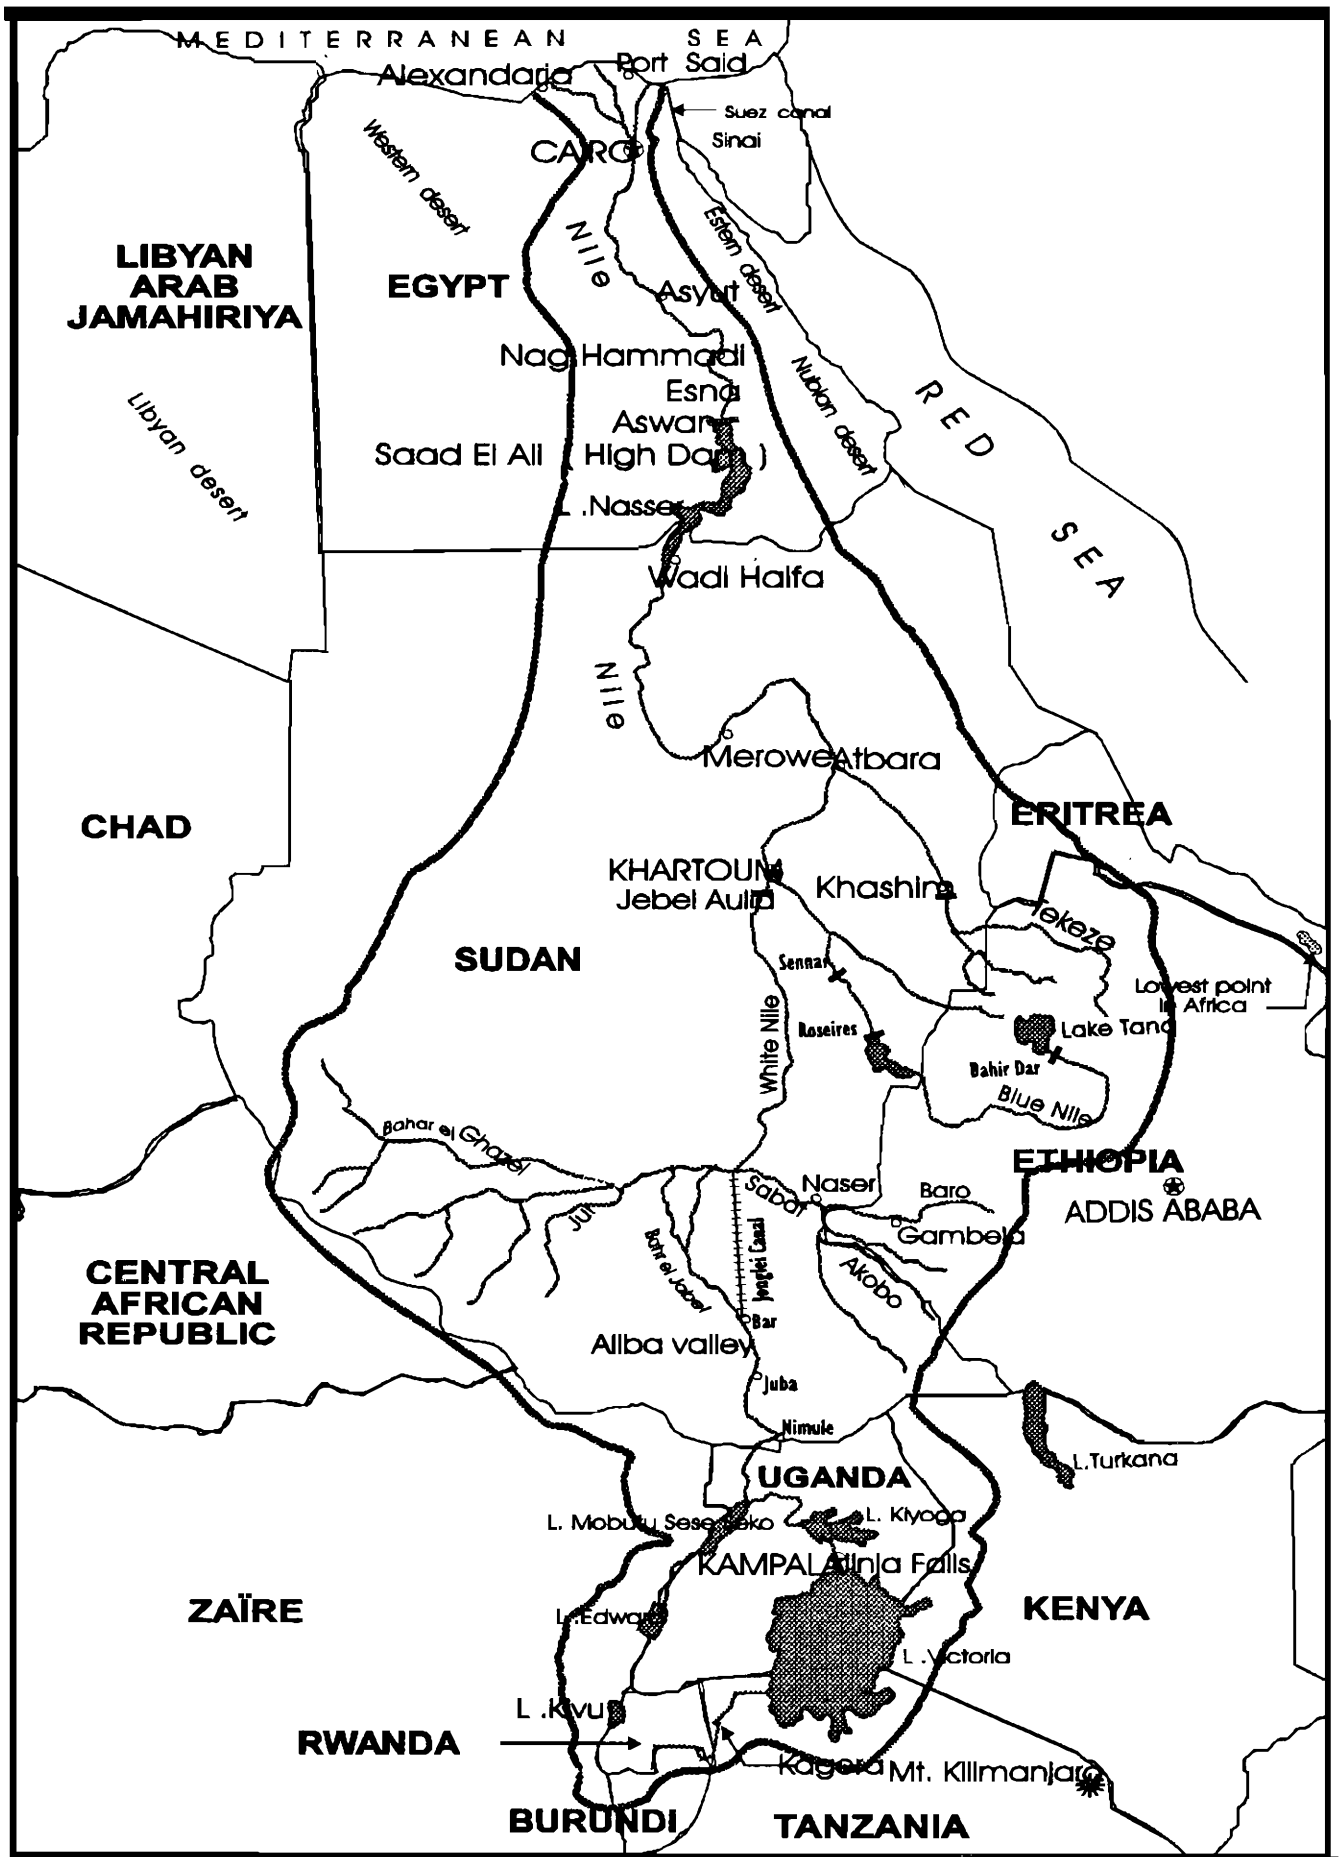 MEDITERRANEAN SEA
Port Said
Alexandaria
Suez canal
Sinai
CAIRO
Western desert
Estern desert
Nile
LIBYAN
ARAB
JAMAHIRIYA
EGYPT
Asyut
Nag Hammadi
Nubian desert
Esna
RED SEA
Libyan desert
Aswan
Saad El Ali ( High Dam )
L .Nasser
Wadi Halfa
Nile
Merowe
Atbara
ERITREA
CHAD
KHARTOUM
Khashim
Jebel Aulia
Tekeze
SUDAN
Sennar
Lowest point
in Africa
White Nile
Roseires
Lake Tana
Bahir Dar
Blue Nile
Bahar el Ghazel
ETHIOPIA
Sabat
Naser
Baro
ADDIS ABABA
Jur
Gambela
Bahr el Jabel
Jonglei Canal
Akobo
CENTRAL
AFRICAN
REPUBLIC
Bar
Aliba valley
Juba
Nimule
L.Turkana
UGANDA
L. Mobutu Sese Seko
L. Kiyoga
KAMPALA
Jinja Falls
ZAÏRE
L .Edward
KENYA
L .Victoria
L .Kivu
RWANDA
Kagera
Mt. Kilimanjaro
BURUNDI
TANZANIA